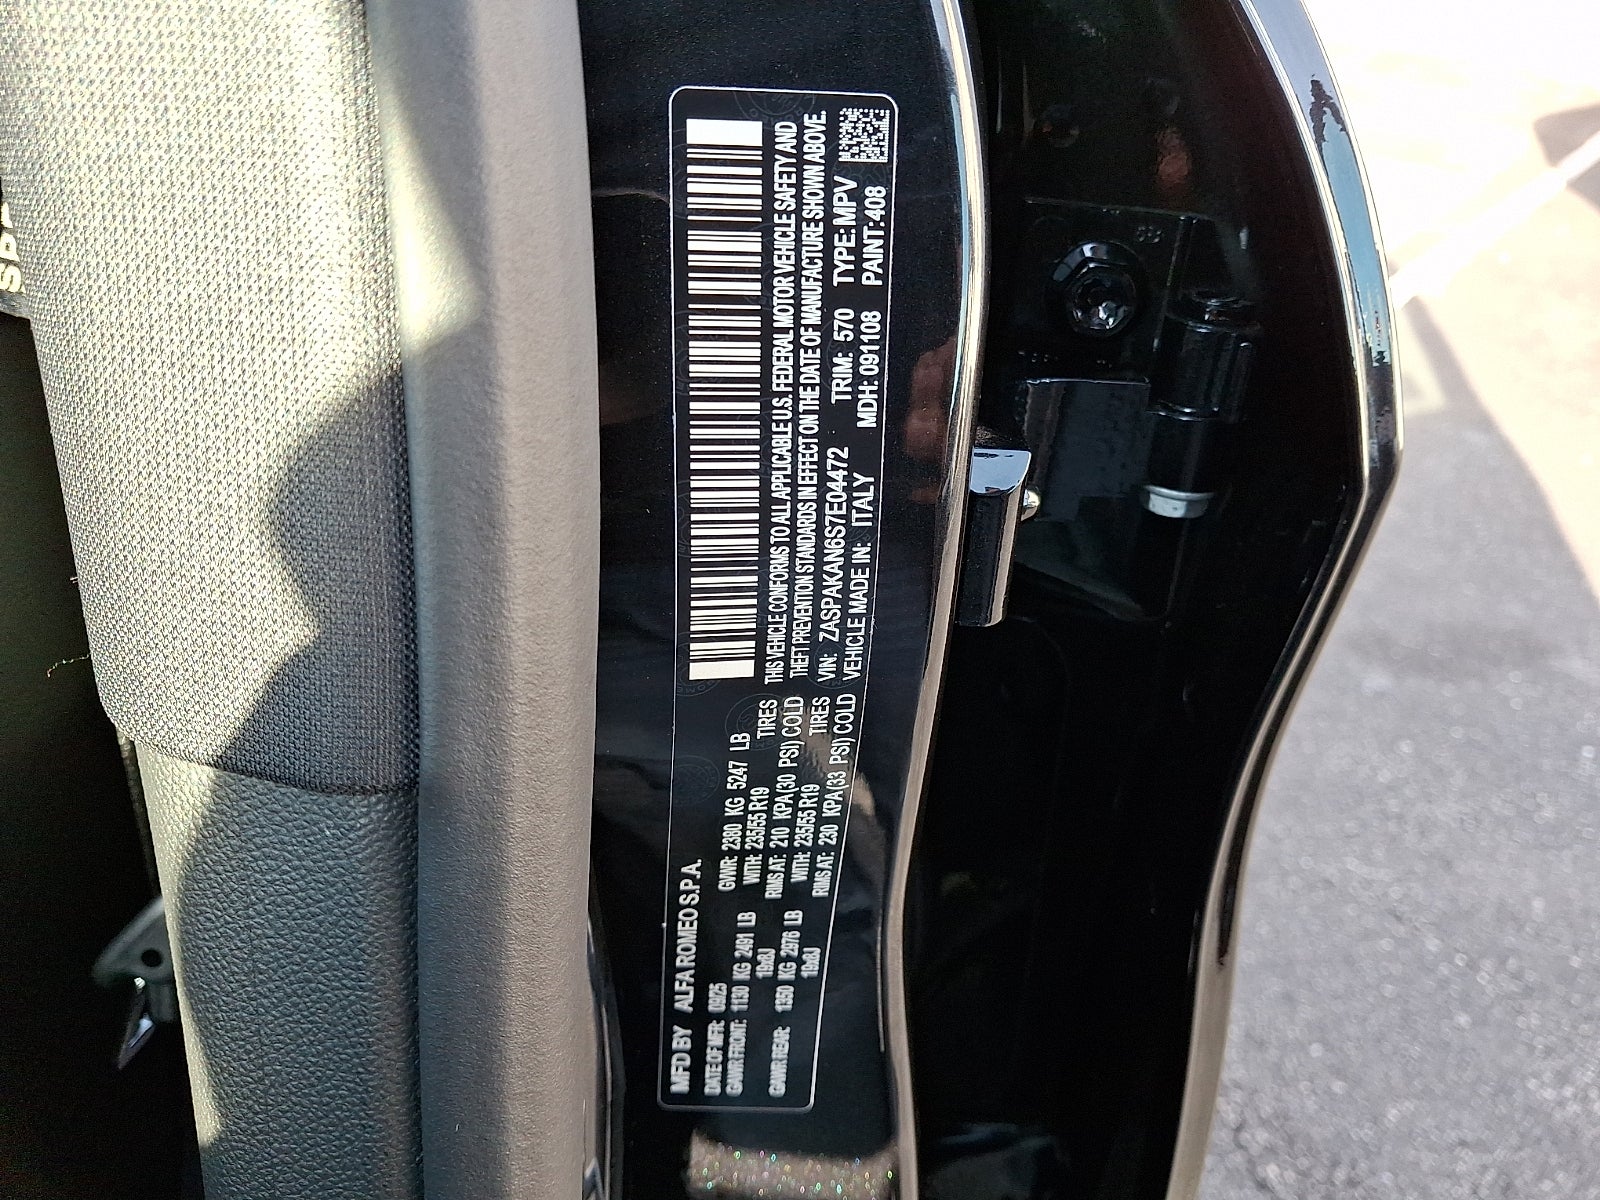 MFD BY ALFA ROMEO S.P.A.
DATE OF MFR: 09/25 GVWR: 2380 KG 5247 LB
GAWR FRONT: 1130 KG 2491 LB WITH: 235/55 R19 TIRES
19x8J RIMS AT: 210 KPA(30 PSI) COLD
GAWR REAR: 1350 KG 2976 LB WITH: 235/55 R19 TIRES
19x8J RIMS AT: 230 KPA(33 PSI) COLD
THIS VEHICLE CONFORMS TO ALL APPLICABLE U.S. FEDERAL MOTOR VEHICLE SAFETY AND
THEFT PREVENTION STANDARDS IN EFFECT ON THE DATE OF MANUFACTURE SHOWN ABOVE.
VIN: ZASPAKAN6S7E04472 TRIM: 570 TYPE: MPV
VEHICLE MADE IN: ITALY MDH: 091108 PAINT: 408